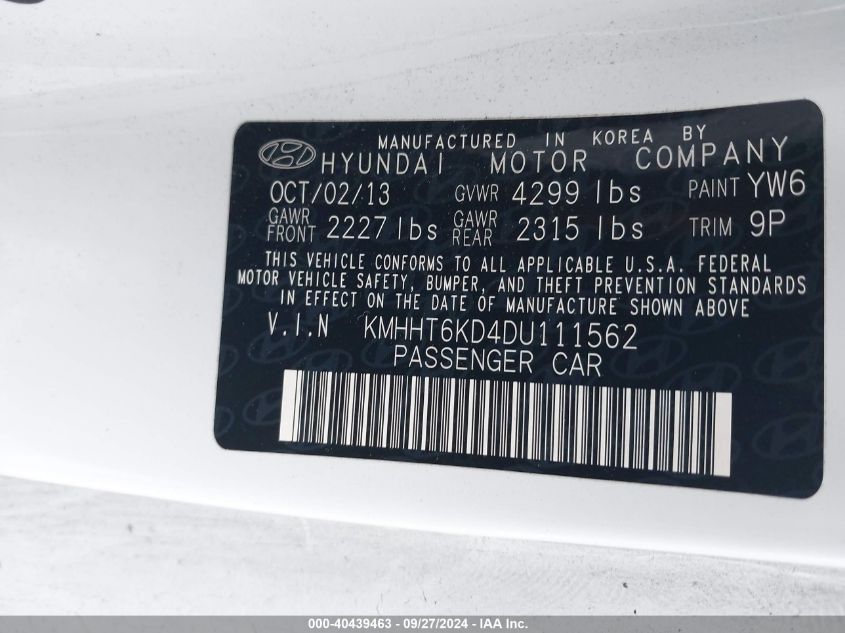 MANUFACTURED IN KOREA BY
HYUNDAI MOTOR COMPANY
OCT/02/13 GVWR 4299 lbs PAINT YW6
GAWR FRONT 2227 lbs GAWR REAR 2315 lbs TRIM 9P
THIS VEHICLE CONFORMS TO ALL APPLICABLE U.S.A. FEDERAL
MOTOR VEHICLE SAFETY, BUMPER, AND THEFT PREVENTION STANDARDS
IN EFFECT ON THE DATE OF MANUFACTURE SHOWN ABOVE
V.I.N KMHHT6KD4DU111562
PASSENGER CAR
000-40439463 - 09/27/2024 - IAA Inc.